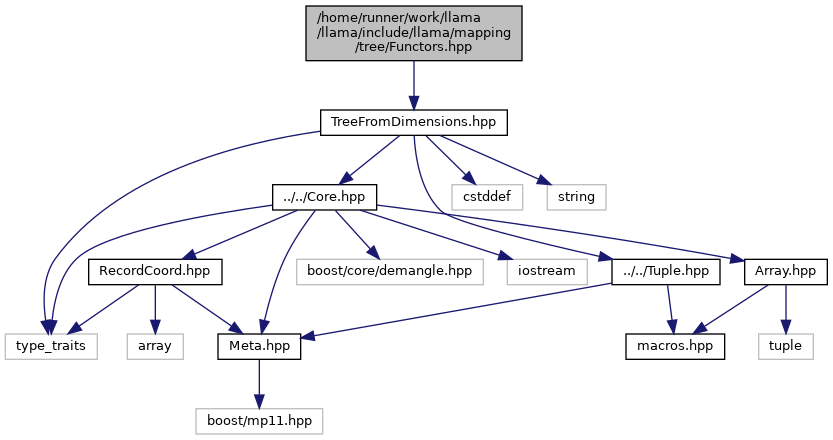 /home/runner/work/llama
/llama/include/llama/mapping
/tree/Functors.hpp
TreeFromDimensions.hpp
../../Core.hpp
cstddef
string
RecordCoord.hpp
boost/core/demangle.hpp
iostream
../../Tuple.hpp
Array.hpp
type_traits
array
Meta.hpp
macros.hpp
tuple
boost/mp11.hpp